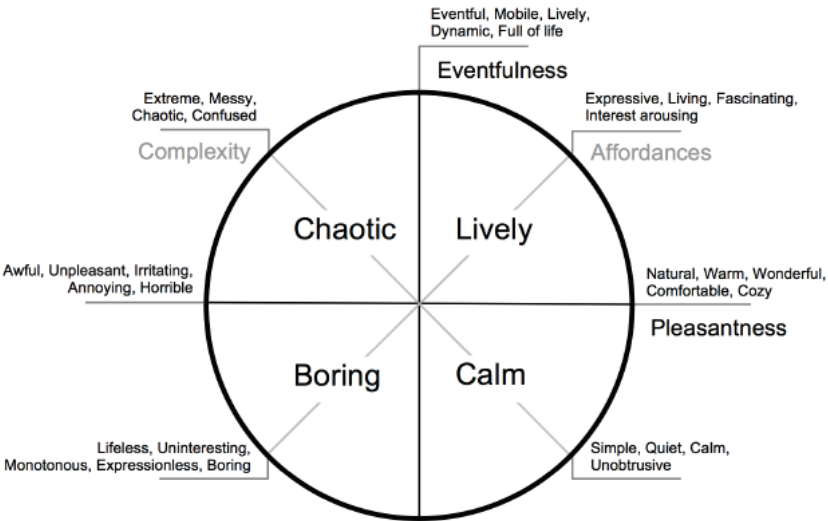 Eventful, Mobile, Lively,
Dynamic, Full of life
Eventfulness
Extreme, Messy,
Chaotic, Confused
Complexity
Expressive, Living, Fascinating,
Interest arousing
Affordances
Chaotic
Lively
Awful, Unpleasant, Irritating,
Annoying, Horrible
Natural, Warm, Wonderful,
Comfortable, Cozy
Pleasantness
Boring
Calm
Lifeless, Uninteresting,
Monotonous, Expressionless, Boring
Simple, Quiet, Calm,
Unobtrusive